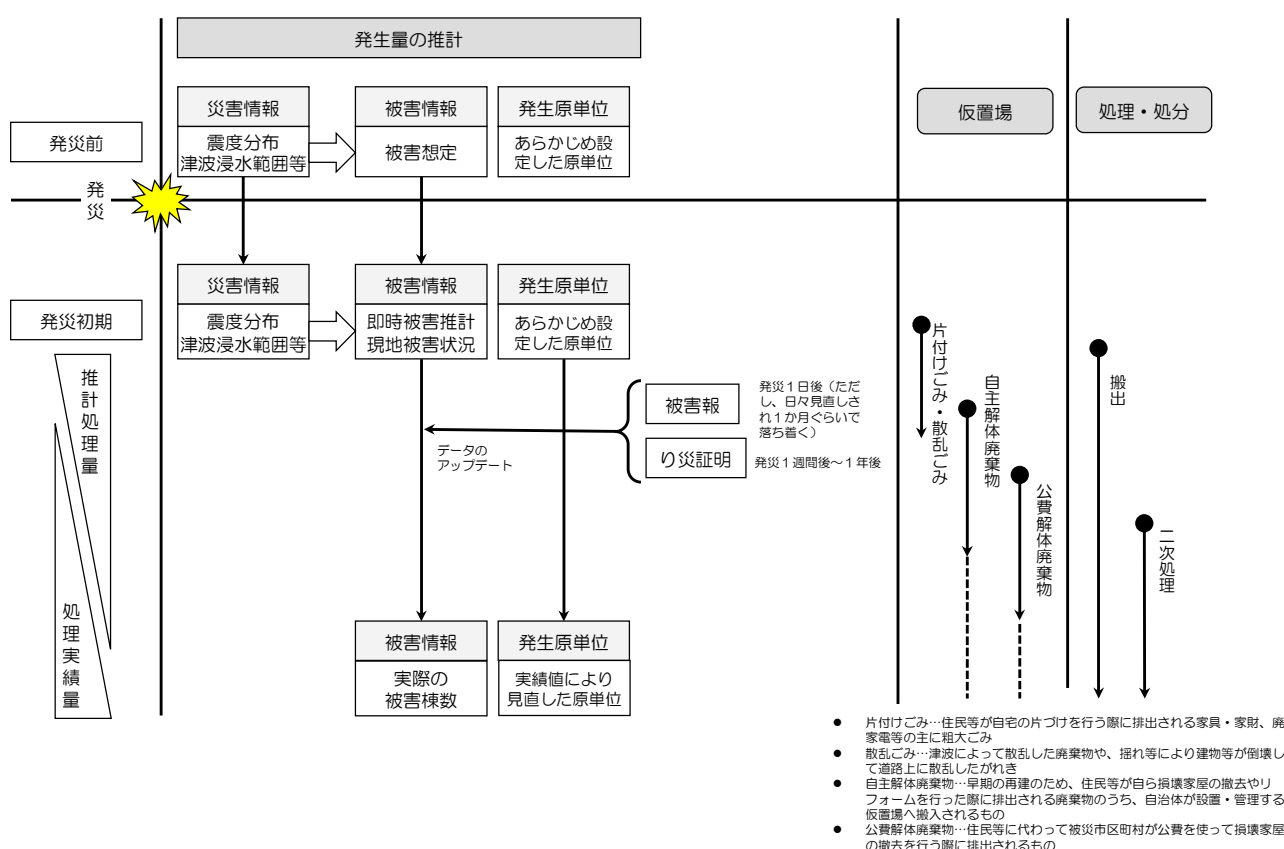 発生量の推計
災害情報
震度分布
津波浸水範囲等
被害情報
被害想定
発生原単位
あらかじめ設
定した原単位
仮置場
処理・処分
発災前
発災
災害情報
震度分布
津波浸水範囲等
被害情報
即時被害推計
現地被害状況
発生原単位
あらかじめ設
定した原単位
発災初期
推計処理量
処理実績量
被害報
発災1日後（ただ
し、日々見直しさ
れ1か月ぐらいで
落ち着く）
り災証明
発災1週間後～1年後
データの
アップデート
被害情報
実際の
被害棟数
発生原単位
実績値により
見直した原単位
片付けごみ・散乱ごみ
自主解体廃棄物
公費解体廃棄物
搬出
二次処理
● 片付けごみ…住民等が自宅の片づけを行う際に排出される家具・家財、廃
家電等の主に粗大ごみ
● 散乱ごみ…津波によって散乱した廃棄物や、揺れ等により建物等が倒壊し
て道路上に散乱したがれき
● 自主解体廃棄物…早期の再建のため、住民等が自ら損壊家屋の撤去やリ
フォームを行った際に排出される廃棄物のうち、自治体が設置・管理する
仮置場へ搬入されるもの
● 公費解体廃棄物…住民等に代わって被災市区町村が公費を使って損壊家屋
の撤去を行う際に排出されるもの